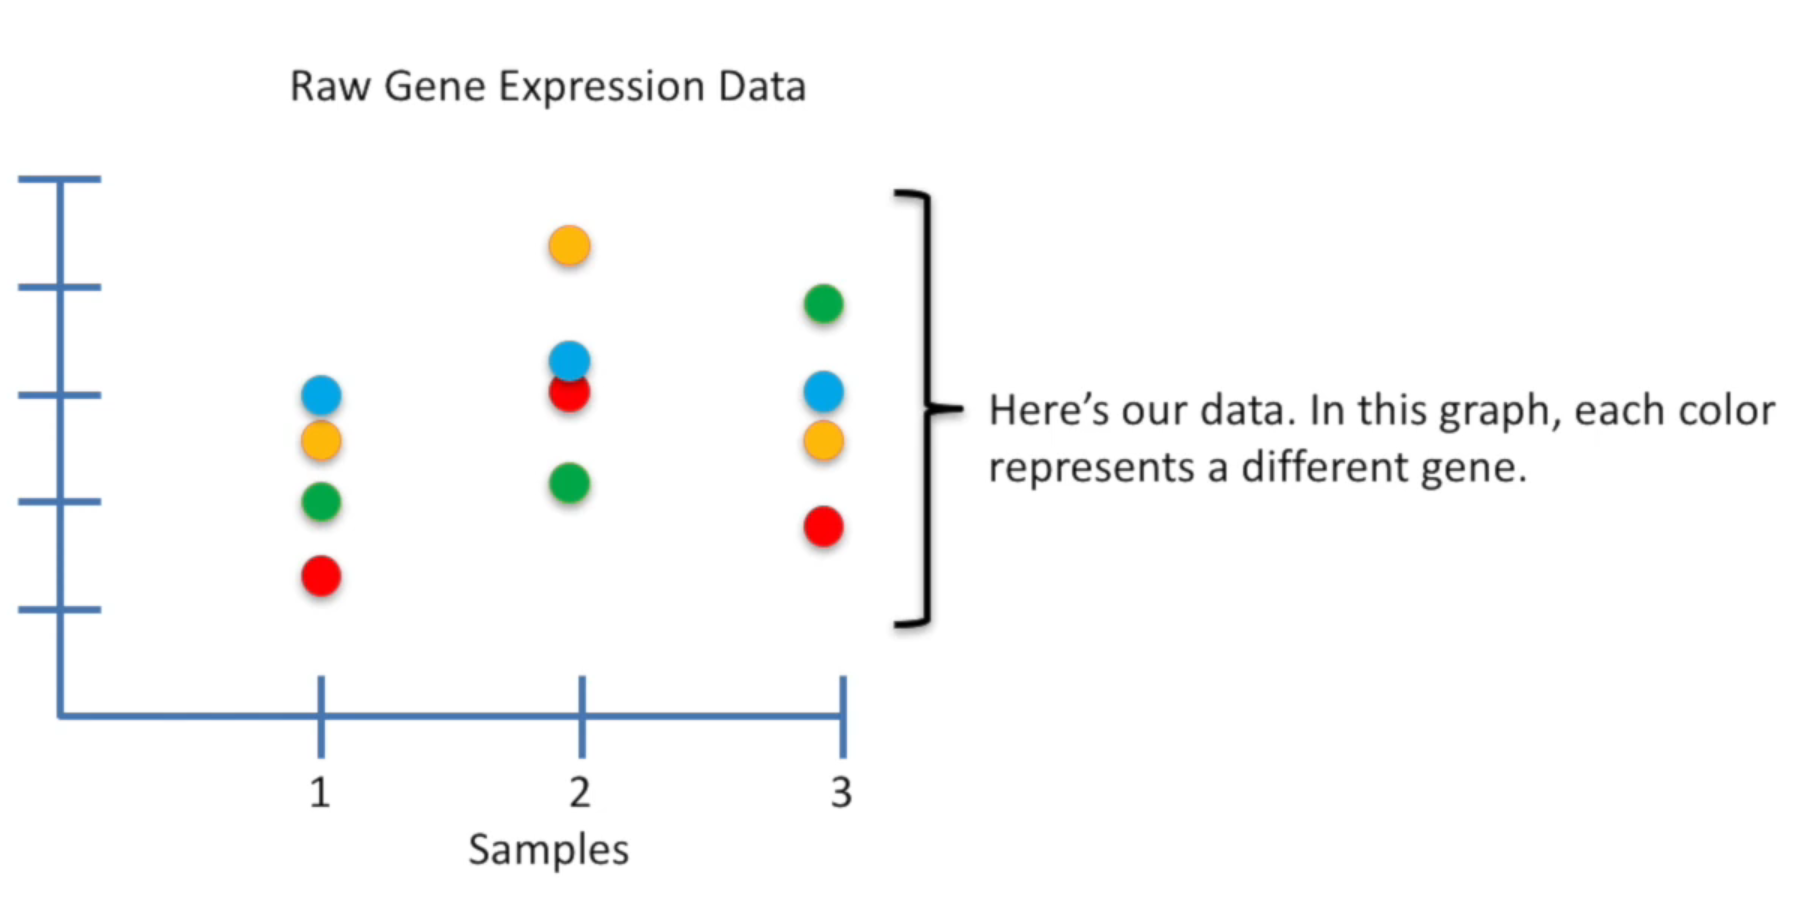 Raw Gene Expression Data
Here’s our data. In this graph, each color
represents a different gene.
1
2
3
Samples